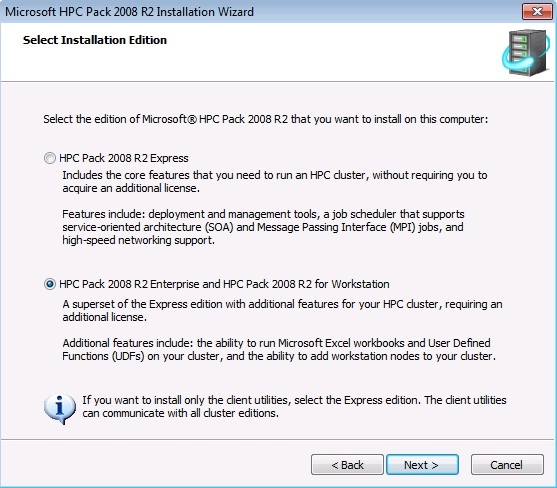 Microsoft HPC Pack 2008 R2 Installation Wizard
Select Installation Edition
Select the edition of Microsoft® HPC Pack 2008 R2 that you want to install on this computer:
HPC Pack 2008 R2 Express
Includes the core features that you need to run an HPC cluster, without requiring you to
acquire an additional license.
Features include: deployment and management tools, a job scheduler that supports
service-oriented architecture (SOA) and Message Passing Interface (MPI) jobs, and
high-speed networking support.
HPC Pack 2008 R2 Enterprise and HPC Pack 2008 R2 for Workstation
A superset of the Express edition with additional features for your HPC cluster, requiring an
additional license.
Additional features include: the ability to run Microsoft Excel workbooks and User Defined
Functions (UDFs) on your cluster, and the ability to add workstation nodes to your cluster.
If you want to install only the client utilities, select the Express edition. The client utilities
can communicate with all cluster editions.
< Back Next > Cancel